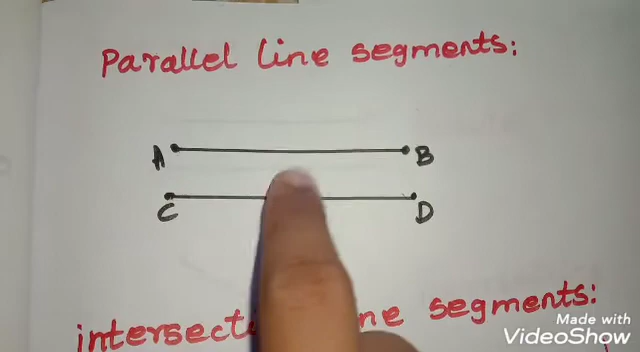 Parallel line segments:
A B
C D
segments:
Made with
VideoShow